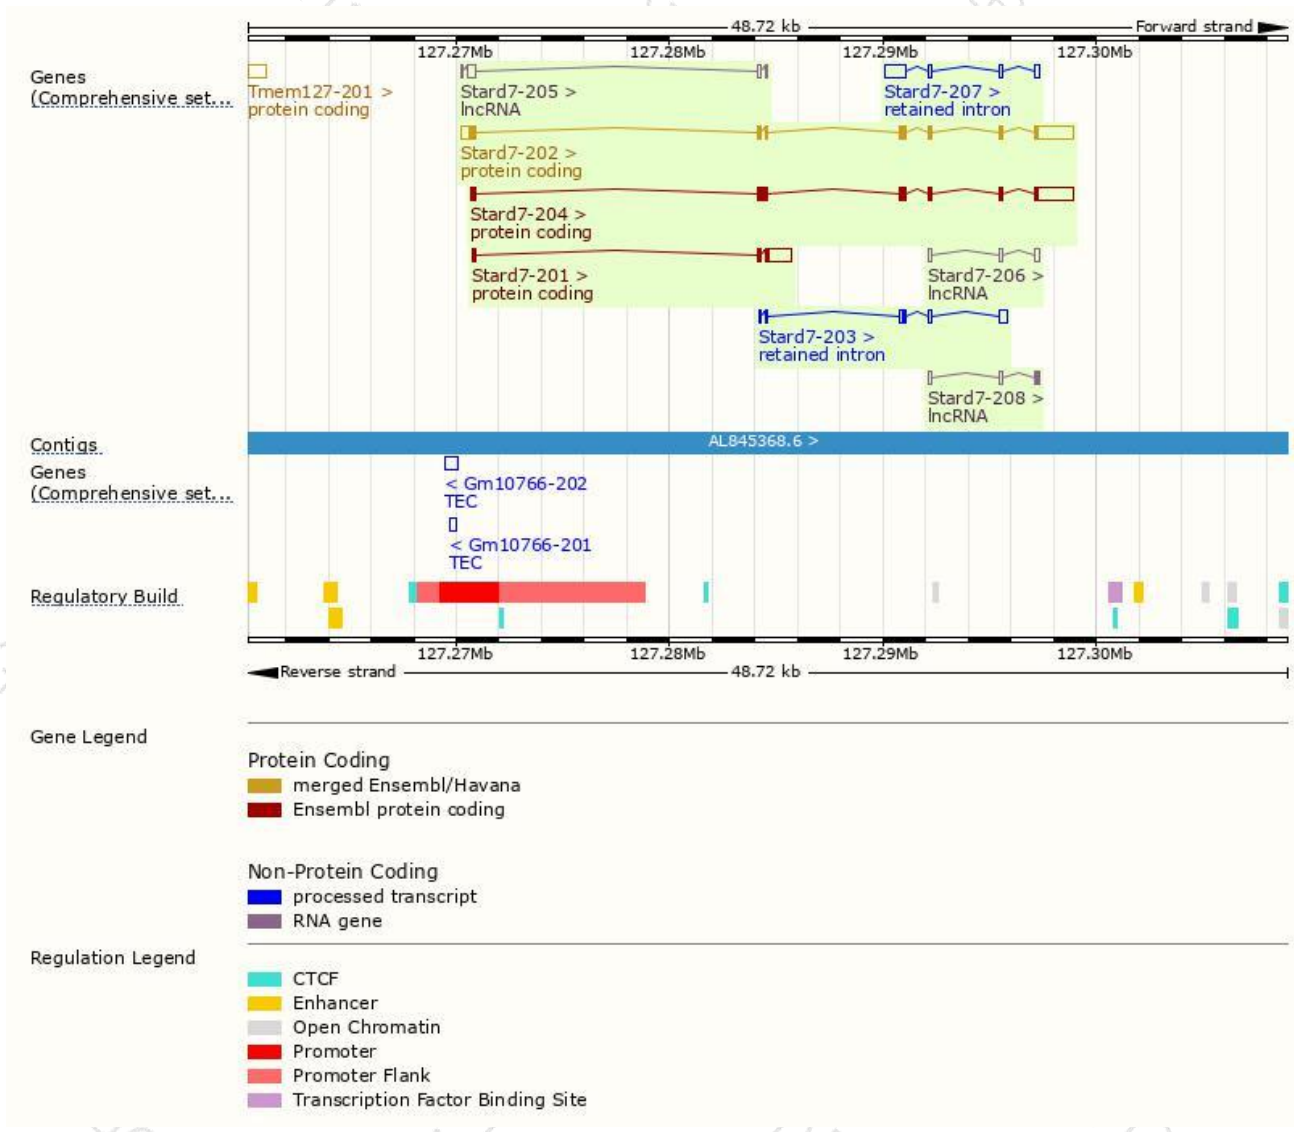 48.72 kb
Forward strand
127.27Mb 127.28Mb 127.29Mb 127.30Mb
Genes
(Comprehensive set...
Tmem127-201 >
protein coding
Stard7-205 >
lncRNA
Stard7-207 >
retained intron
Stard7-202 >
protein coding
Stard7-204 >
protein coding
Stard7-201 >
protein coding
Stard7-206 >
lncRNA
Stard7-203 >
retained intron
Stard7-208 >
lncRNA
Contigs
AL845368.6 >
Genes
(Comprehensive set...
< Gm10766-202
TEC
< Gm10766-201
TEC
Regulatory Build
127.27Mb 127.28Mb 127.29Mb 127.30Mb
Reverse strand
48.72 kb
Gene Legend
Protein Coding
merged Ensembl/Havana
Ensembl protein coding
Non-Protein Coding
processed transcript
RNA gene
Regulation Legend
CTCF
Enhancer
Open Chromatin
Promoter
Promoter Flank
Transcription Factor Binding Site